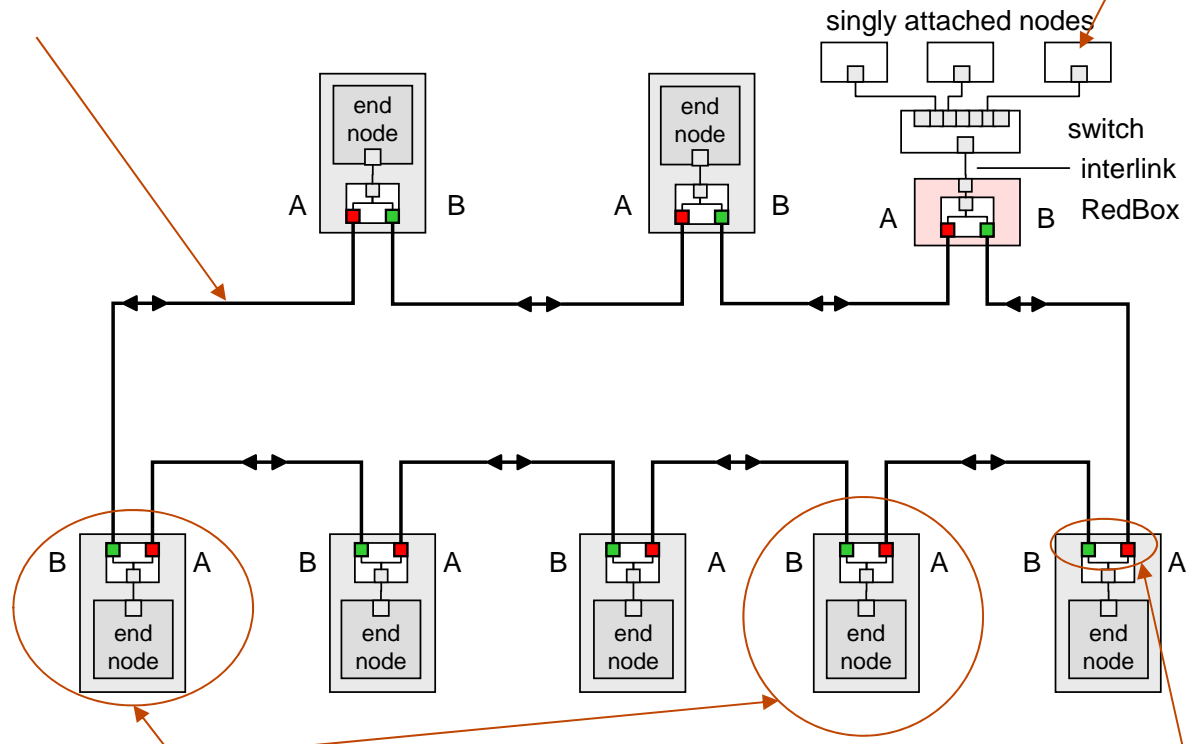 singly attached nodes
end
node
end
node
switch
interlink
RedBox
A
B
A
B
A
B
B
A
B
A
B
A
B
A
B
A
end
node
end
node
end
node
end
node
end
node